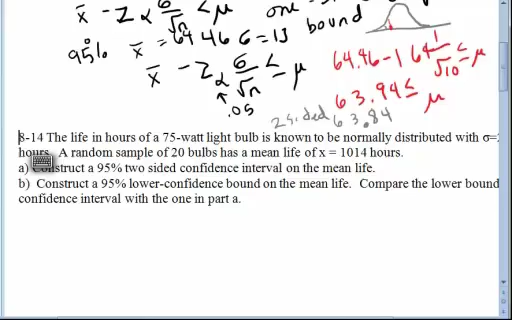 x̄ - Z α σ/√n ≤ μ one
95% x̄ = 64.46 6=13 bound
x̄ - Z α σ/√n ≤ μ
.05
64.46 - 1.64 1/√10 ≤ μ
63.94 ≤ μ
2 sided 63.84
8-14 The life in hours of a 75-watt light bulb is known to be normally distributed with σ=2
hours. A random sample of 20 bulbs has a mean life of x = 1014 hours.
a) Construct a 95% two sided confidence interval on the mean life.
b) Construct a 95% lower-confidence bound on the mean life. Compare the lower bound
confidence interval with the one in part a.